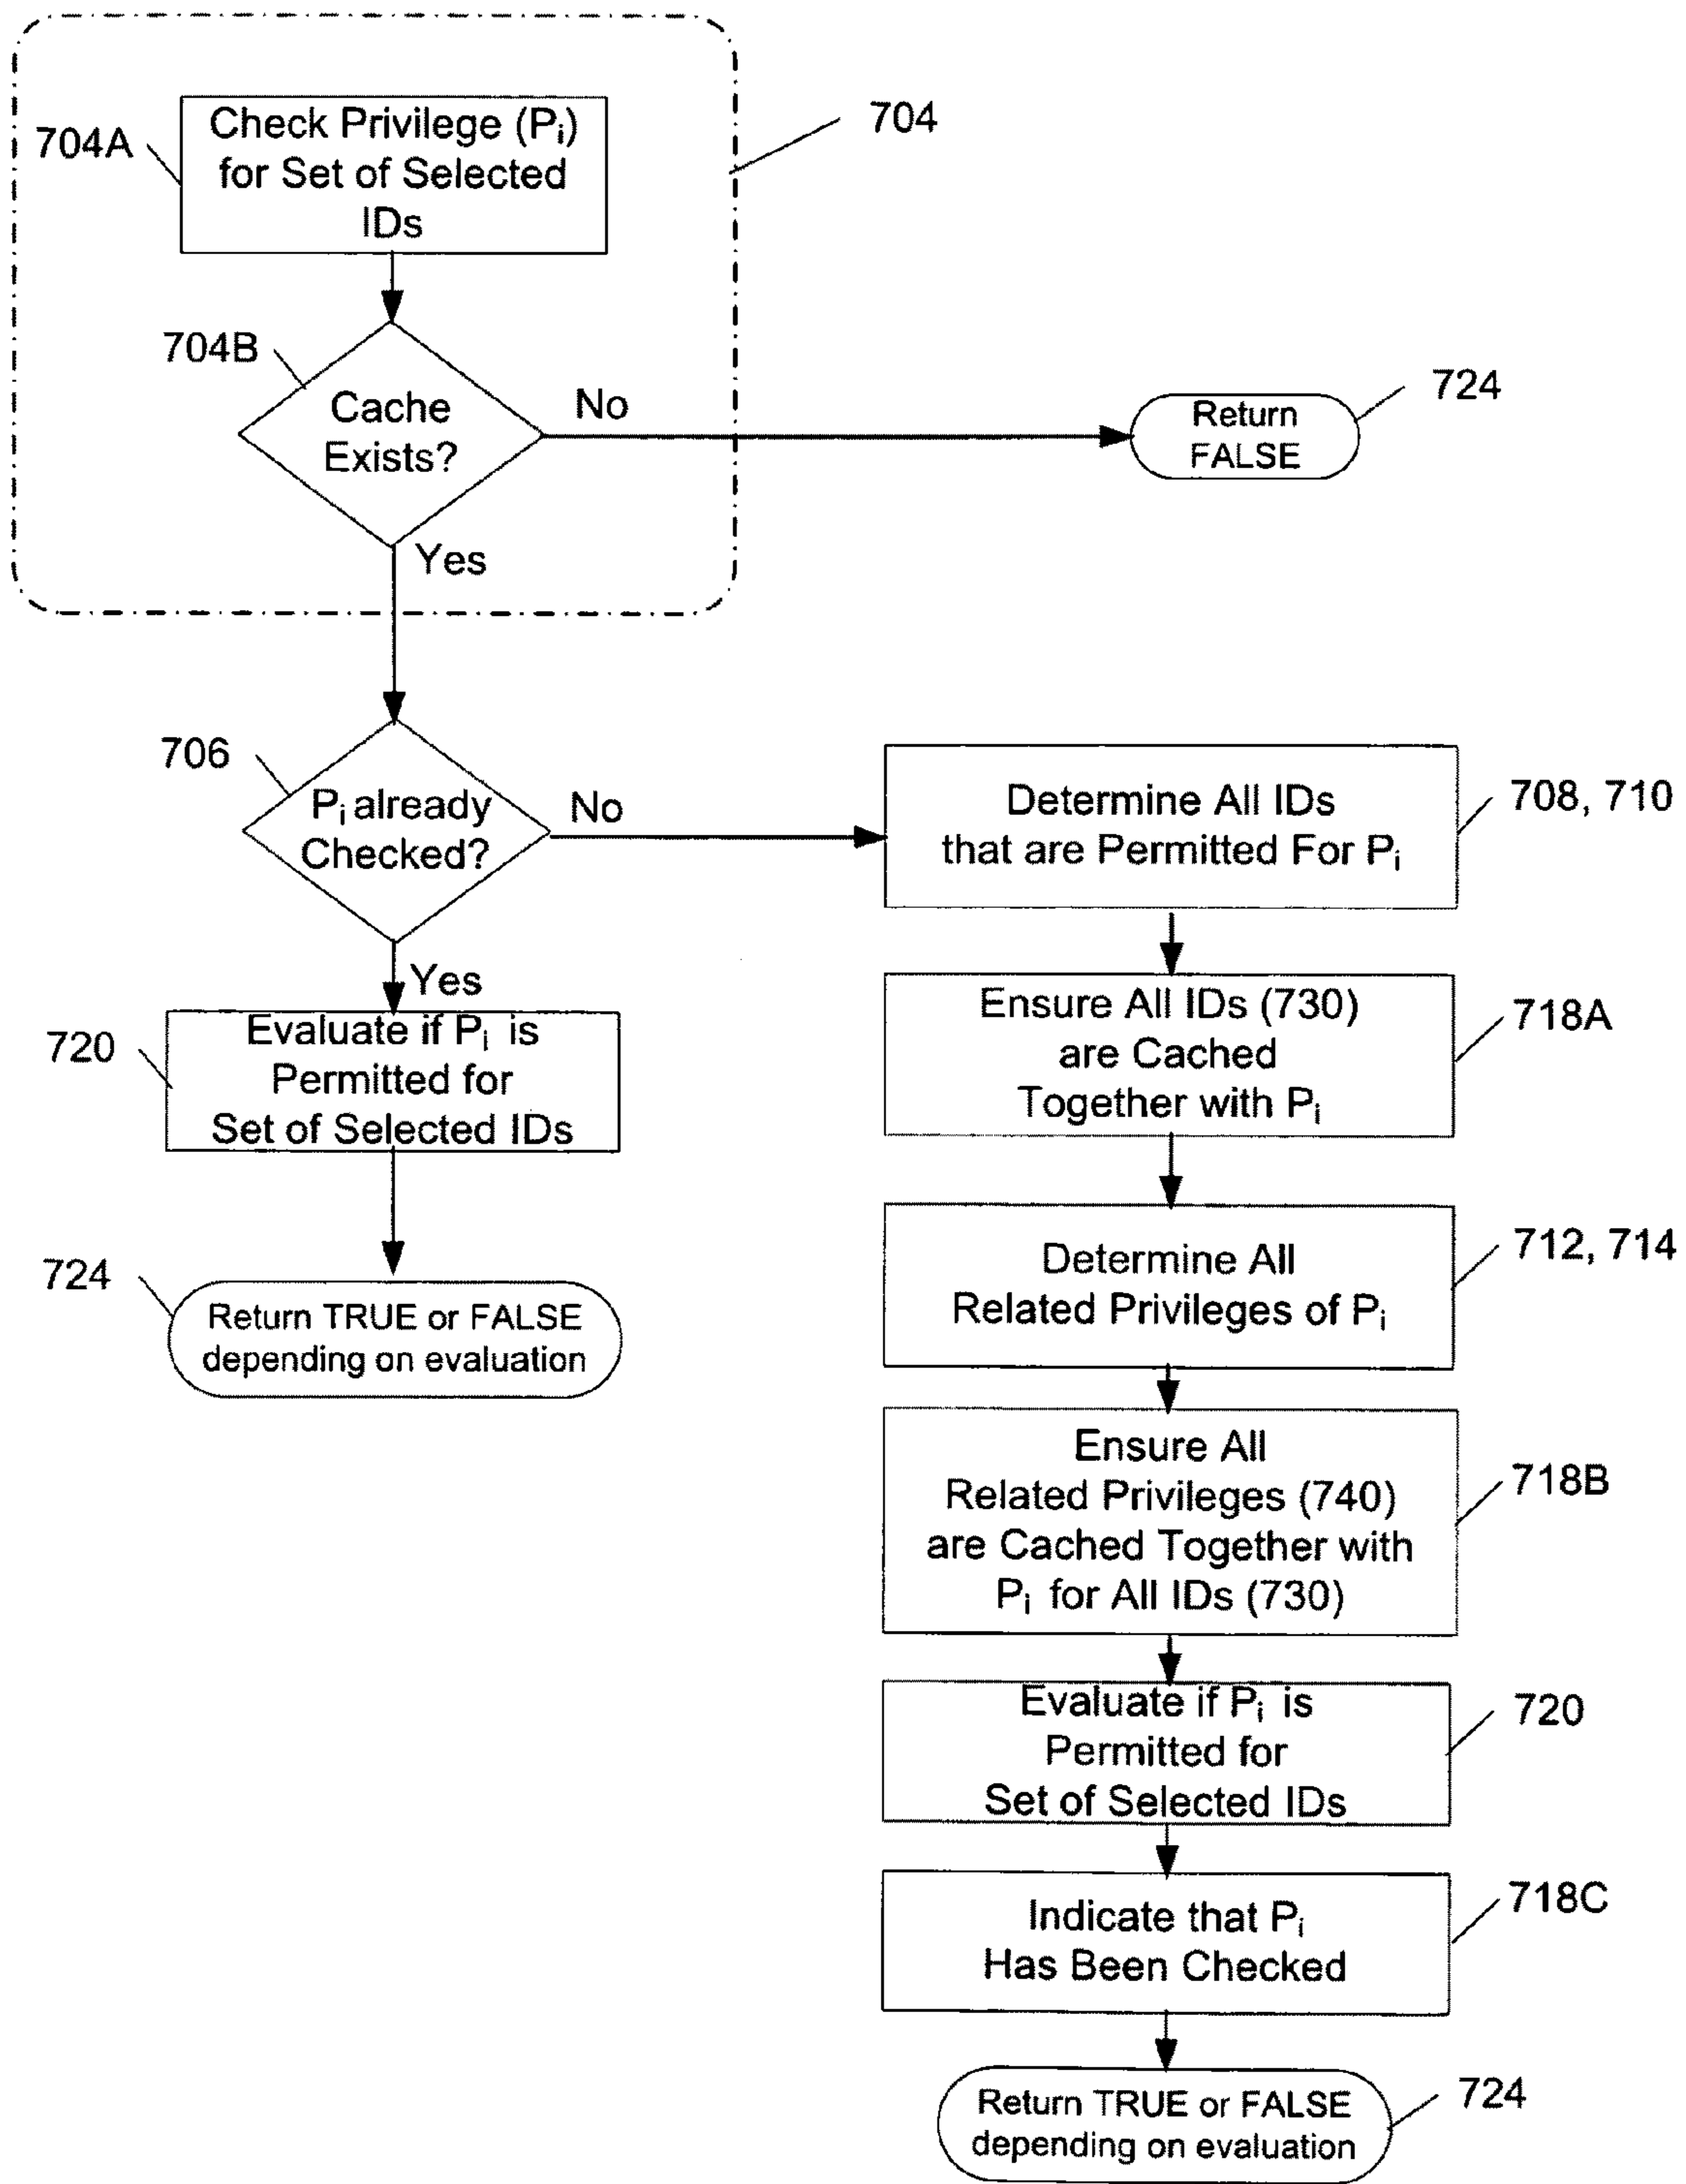 704A
Check Privilege (Pi)
for Set of Selected
IDs
704
704B
Cache
Exists?
No
Return
FALSE
724
Yes
706
Pi already
Checked?
No
Determine All IDs
that are Permitted For Pi
708, 710
Yes
Ensure All IDs (730)
are Cached
Together with Pi
718A
720
Evaluate if Pi is
Permitted for
Set of Selected IDs
Determine All
Related Privileges of Pi
712, 714
724
Return TRUE or FALSE
depending on evaluation
Ensure All
Related Privileges (740)
are Cached Together with
Pi for All IDs (730)
718B
Evaluate if Pi is
Permitted for
Set of Selected IDs
720
Indicate that Pi
Has Been Checked
718C
Return TRUE or FALSE
depending on evaluation
724